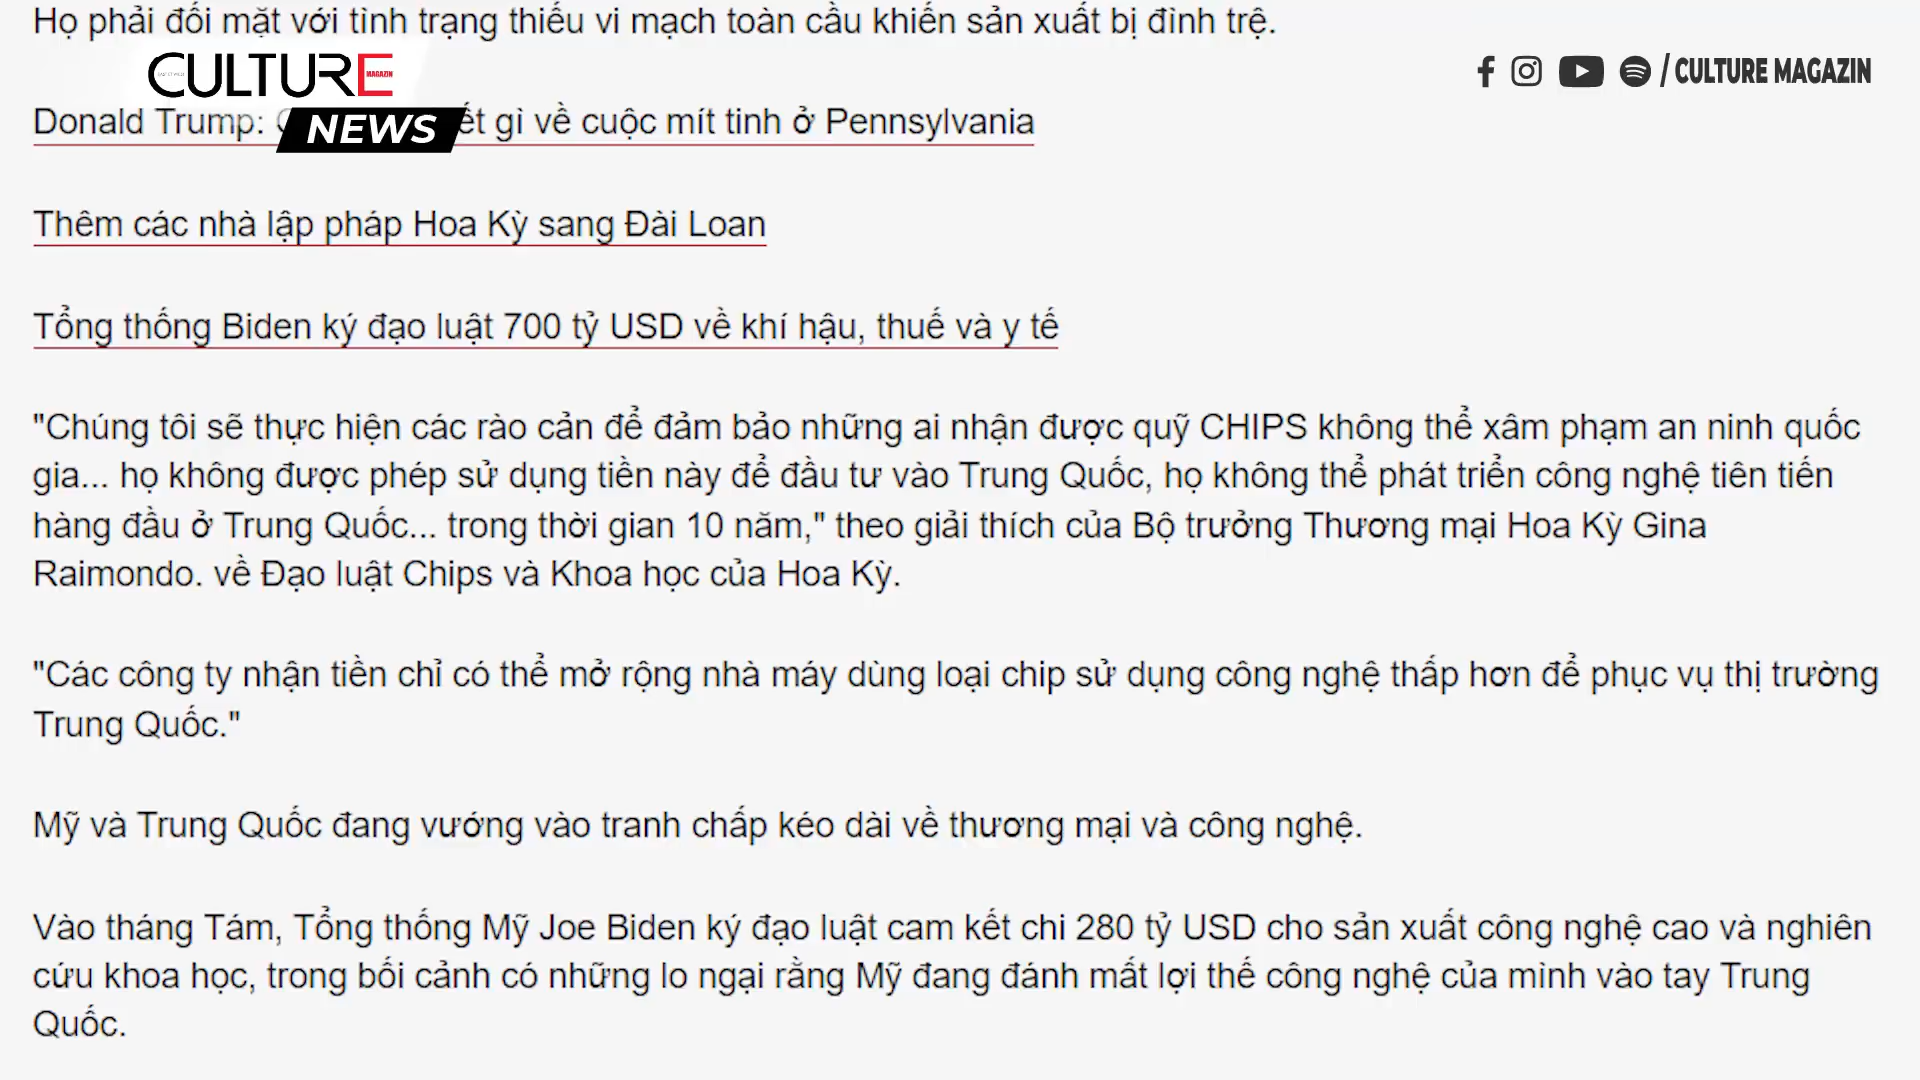 Họ phải đối mặt với tình trạng thiếu vi mạch toàn cầu khiến sản xuất bị đình trệ.
CULTURE
MAGAZIN
NEWS
/ CULTURE MAGAZIN
Donald Trump: gì về cuộc mít tinh ở Pennsylvania
Thêm các nhà lập pháp Hoa Kỳ sang Đài Loan
Tổng thống Biden ký đạo luật 700 tỷ USD về khí hậu, thuế và y tế
"Chúng tôi sẽ thực hiện các rào cản để đảm bảo những ai nhận được quỹ CHIPS không thể xâm phạm an ninh quốc
gia... họ không được phép sử dụng tiền này để đầu tư vào Trung Quốc, họ không thể phát triển công nghệ tiên tiến
hàng đầu ở Trung Quốc... trong thời gian 10 năm," theo giải thích của Bộ trưởng Thương mại Hoa Kỳ Gina
Raimondo. về Đạo luật Chips và Khoa học của Hoa Kỳ.
"Các công ty nhận tiền chỉ có thể mở rộng nhà máy dùng loại chip sử dụng công nghệ thấp hơn để phục vụ thị trường
Trung Quốc."
Mỹ và Trung Quốc đang vướng vào tranh chấp kéo dài về thương mại và công nghệ.
Vào tháng Tám, Tổng thống Mỹ Joe Biden ký đạo luật cam kết chi 280 tỷ USD cho sản xuất công nghệ cao và nghiên
cứu khoa học, trong bối cảnh có những lo ngại rằng Mỹ đang đánh mất lợi thế công nghệ của mình vào tay Trung
Quốc.